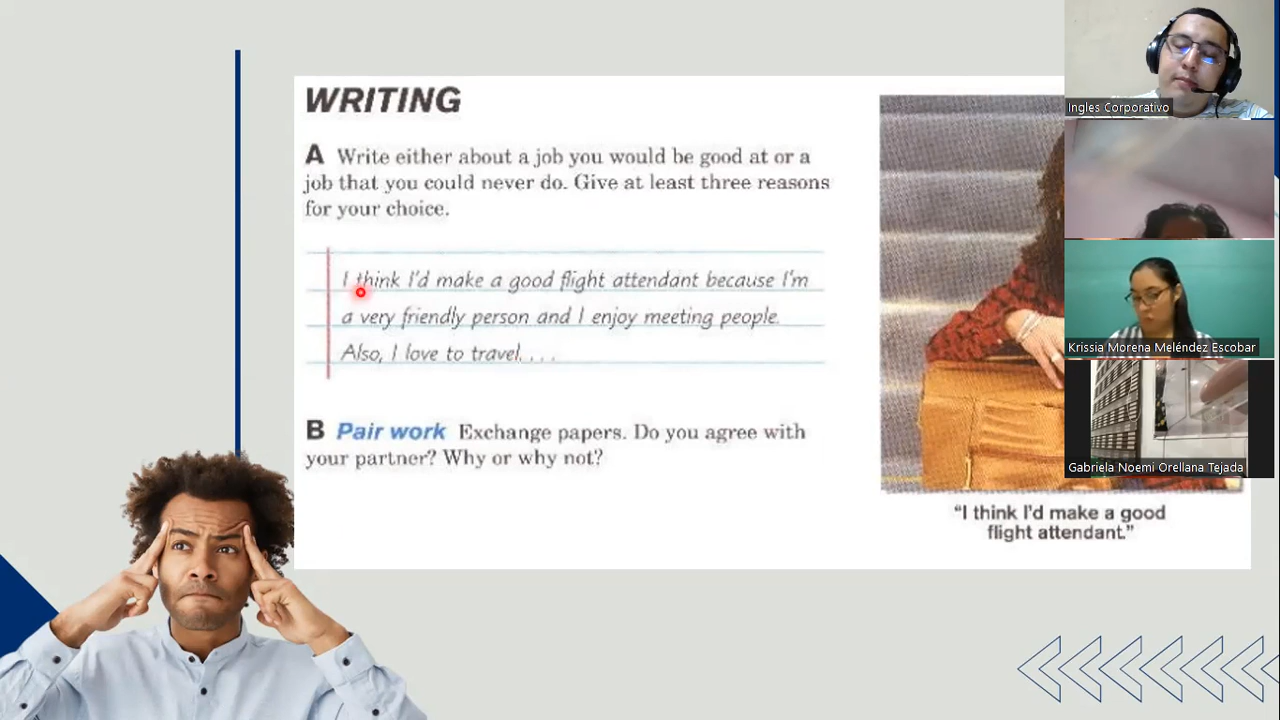 WRITING
A Write either about a job you would be good at or a
job that you could never do. Give at least three reasons
for your choice.
I think I'd make a good flight attendant because I'm
a very friendly person and I enjoy meeting people.
Also, I love to travel. . . .
B Pair work Exchange papers. Do you agree with
your partner? Why or why not?
"I think I'd make a good
flight attendant."
Ingles Corporativo
Krissia Morena Meléndez Escobar
Gabriela Noemi Orellana Tejada